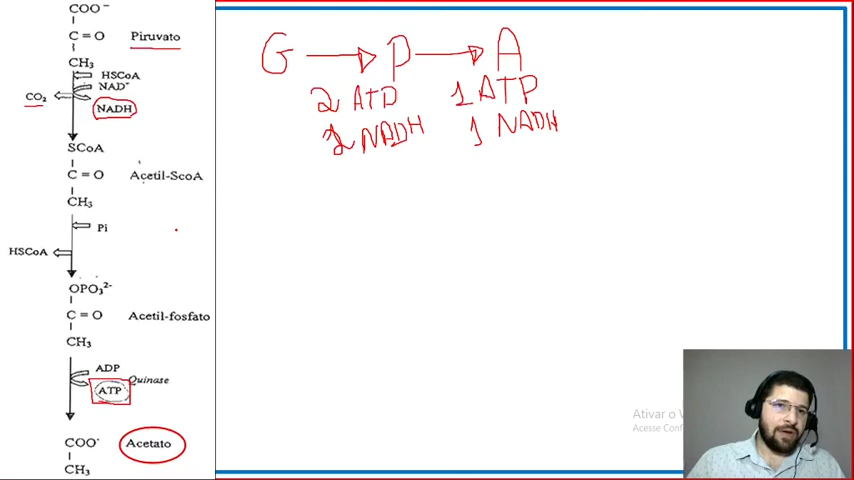 COO⁻
C = O Piruvato
CH₃
HSCoA
NAD⁺
CO₂
NADH
SCoA
C = O Acetil-ScoA
CH₃
Pi
HSCoA
OPO₃²⁻
C = O Acetil-fosfato
CH₃
ADP
Quinase
ATP
COO⁻
Acetato
CH₃
G P A
2 ATP 1 ATP
2 NADH 1 NADH
Ativar o
Acesse Conf